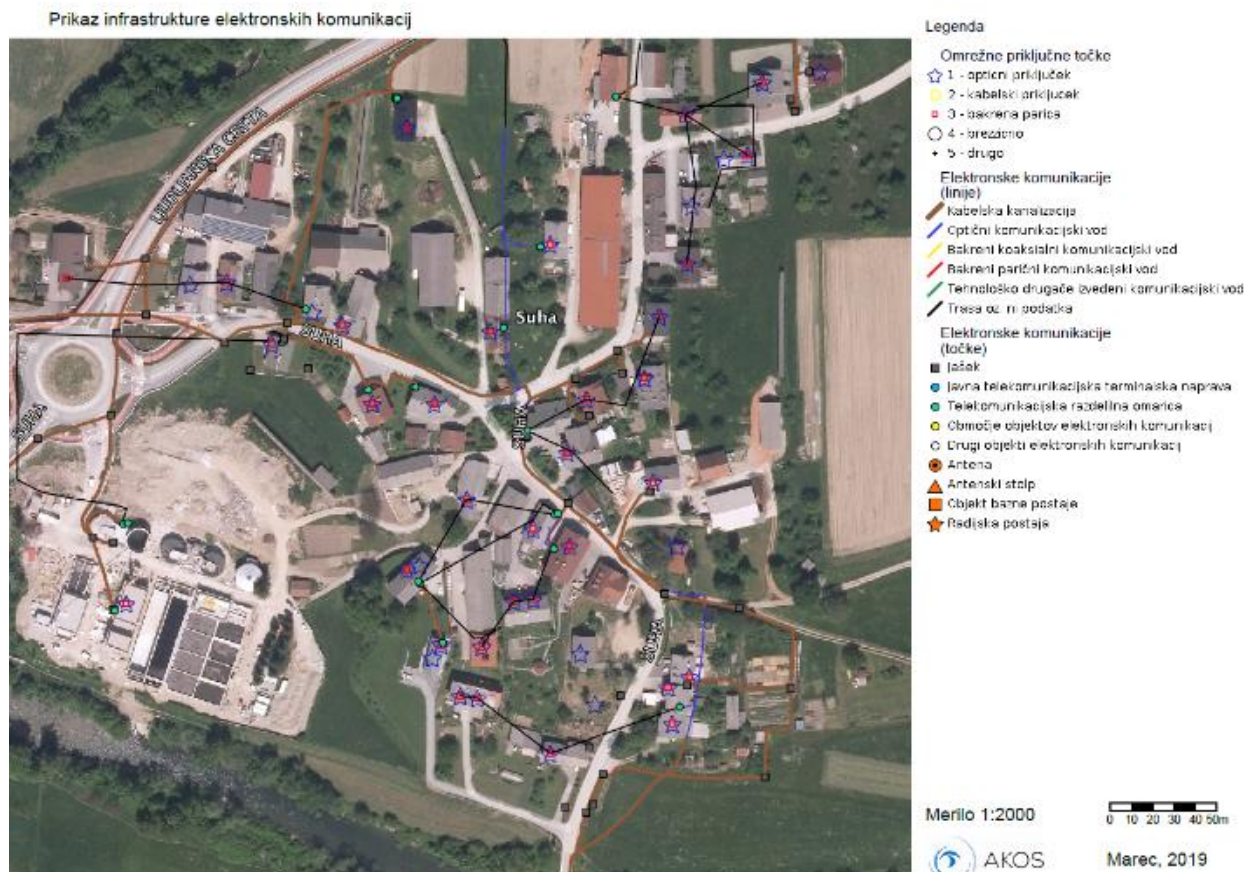 Prikaz infrastrukture elektronskih komunikacij
SUHA
Suha
SUHA
SUHA
SUHA
Legenda
Omrežne priključne točke
1 - optični priključek
2 - kabelski priključek
3 - bakrena parica
4 - brezžično
5 - drugo
Elektronske komunikacije
(linije)
Kabelska kanalizacija
Optični komunikacijski vod
Bakreni koaksialni komunikacijski vod
Bakreni parični komunikacijski vod
Tehnološko drugače izvedeni komunikacijski vod
Trasa oz. ni podatka
Elektronske komunikacije
(točke)
Jašek
Javna telekomunikacijska terminalska naprava
Telekomunikacijska razdelilna omarica
Območje objektov elektronskih komunikacij
Drugi objekti elektronskih komunikacij
Antena
Antenski stolp
Objekt bazne postaje
Radijska postaja
Merilo 1:2000
0 10 20 30 40 50m
AKOS
Marec, 2019